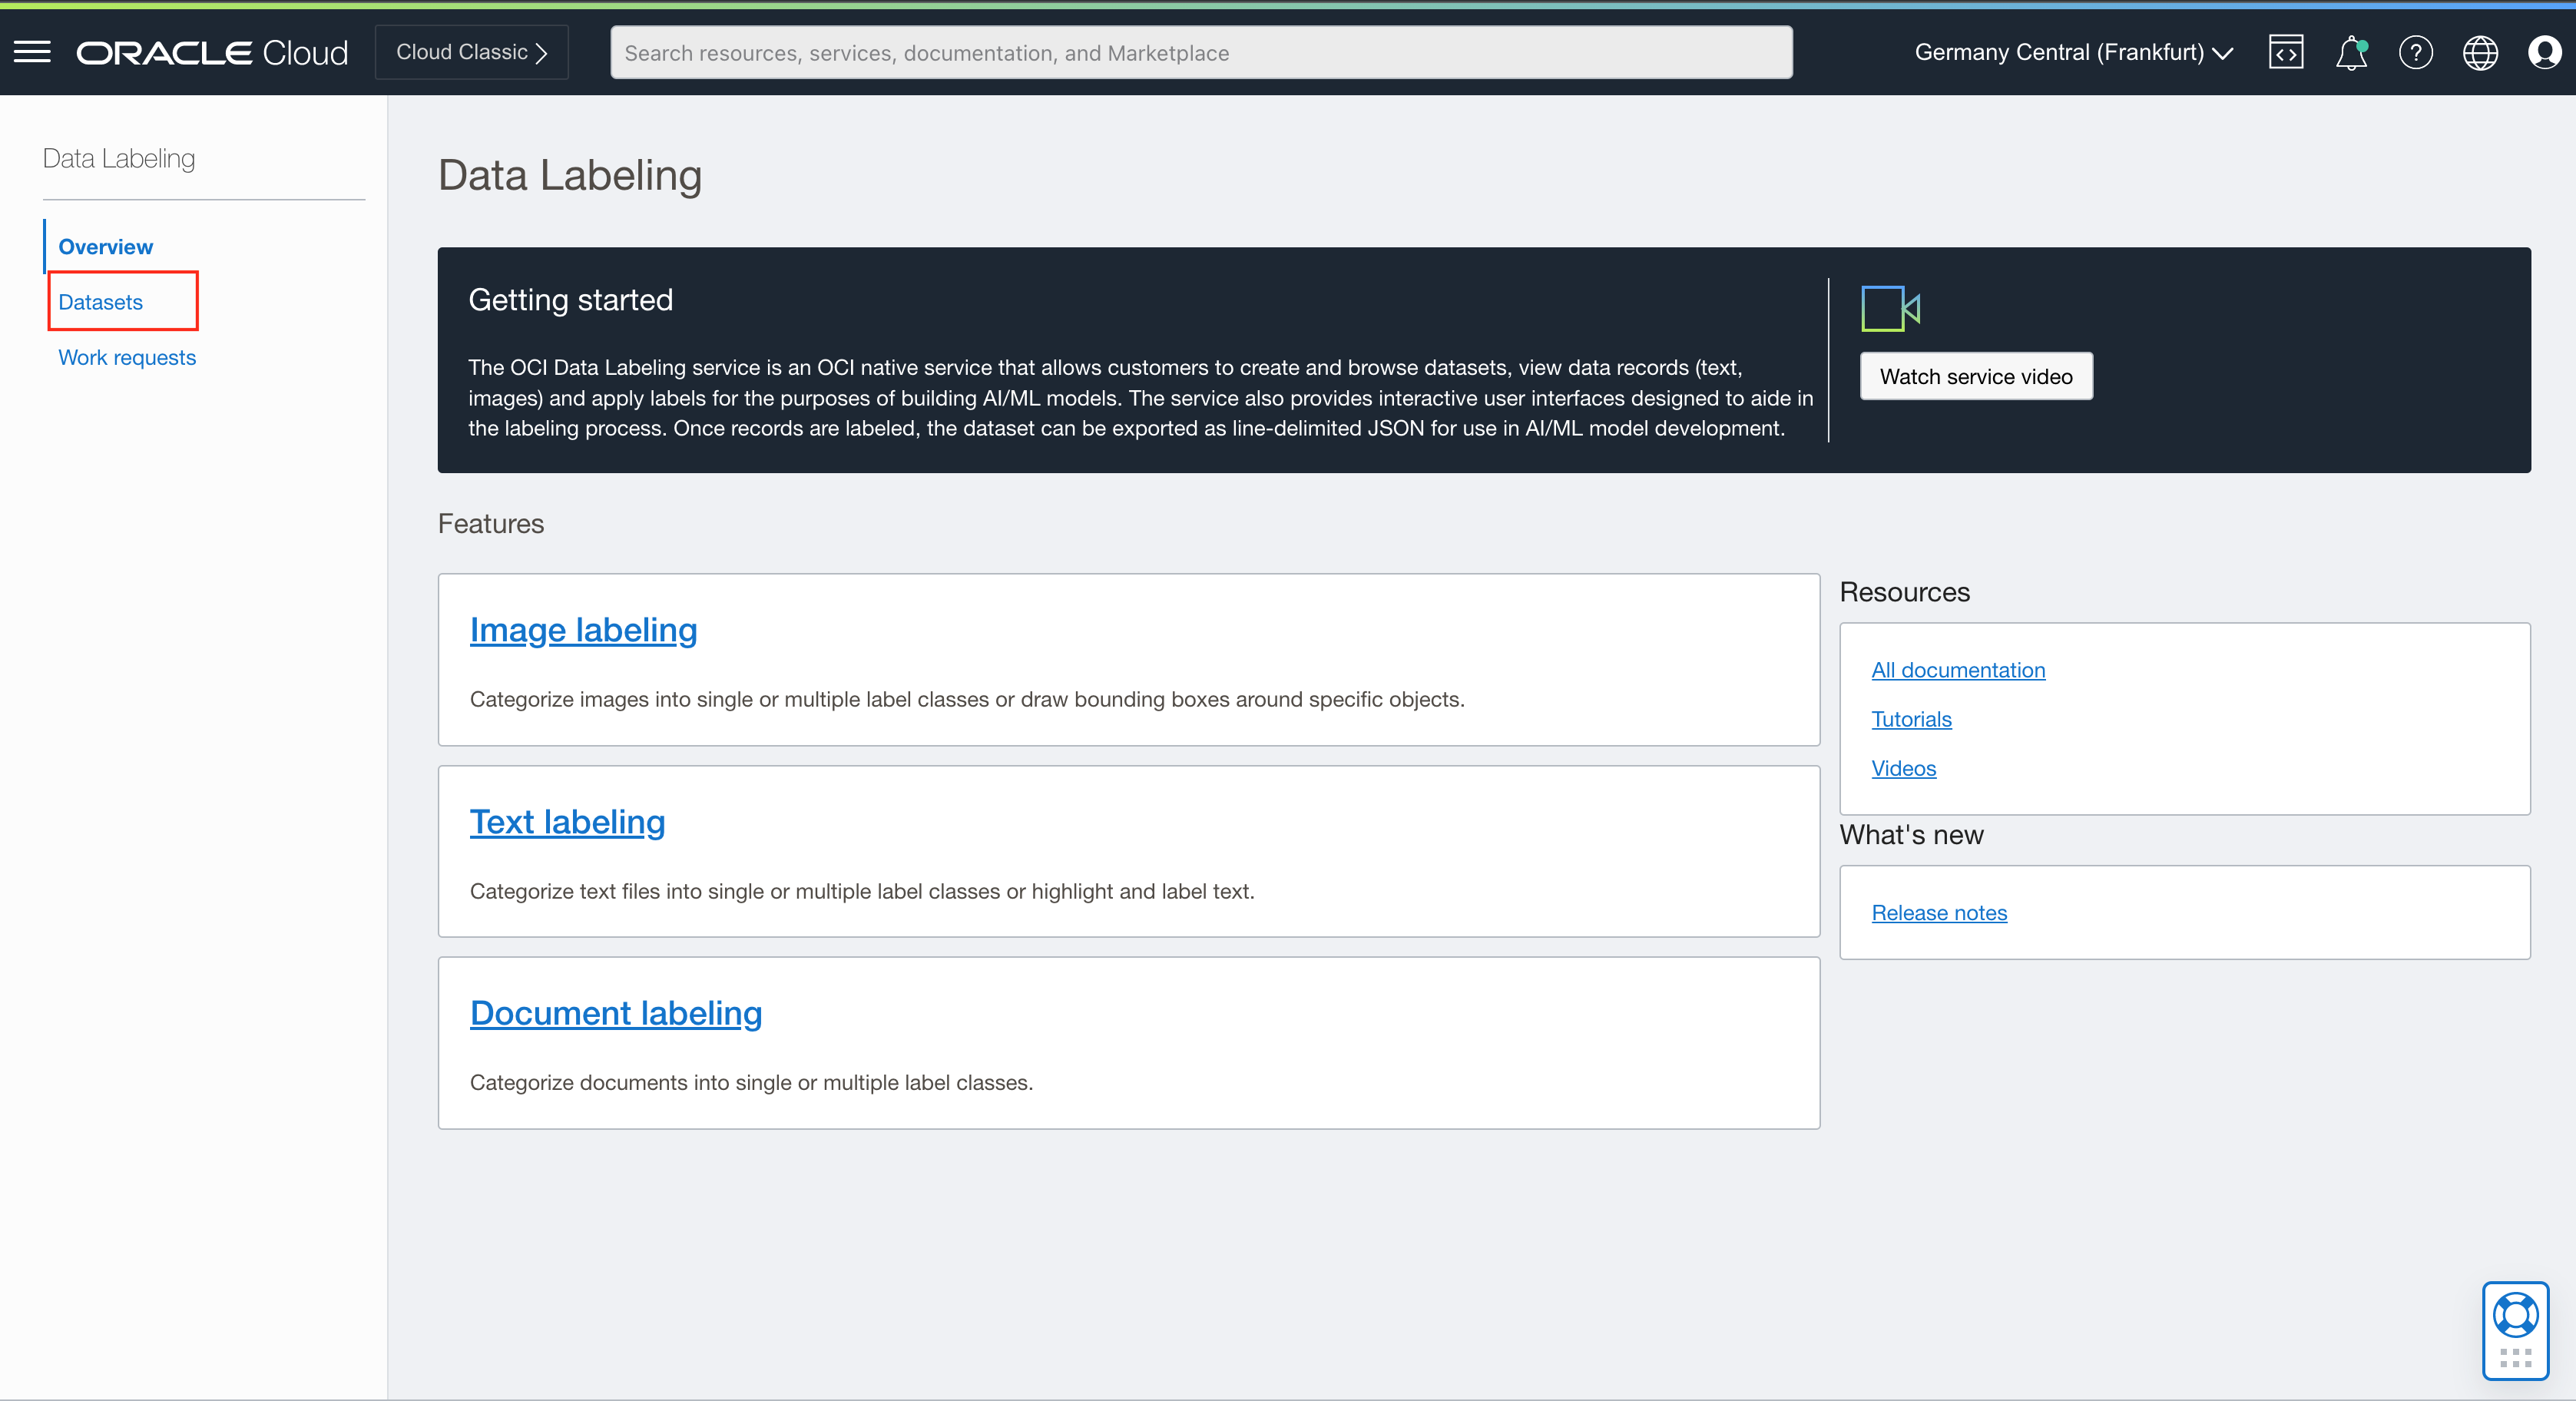 ORACLE Cloud
Cloud Classic
Search resources, services, documentation, and Marketplace
Germany Central (Frankfurt)
Data Labeling
Overview
Datasets
Work requests
Data Labeling
Getting started
The OCI Data Labeling service is an OCI native service that allows customers to create and browse datasets, view data records (text,
images) and apply labels for the purposes of building AI/ML models. The service also provides interactive user interfaces designed to aide in
the labeling process. Once records are labeled, the dataset can be exported as line-delimited JSON for use in AI/ML model development.
Watch service video
Features
Image labeling
Categorize images into single or multiple label classes or draw bounding boxes around specific objects.
Text labeling
Categorize text files into single or multiple label classes or highlight and label text.
Document labeling
Categorize documents into single or multiple label classes.
Resources
All documentation
Tutorials
Videos
What's new
Release notes